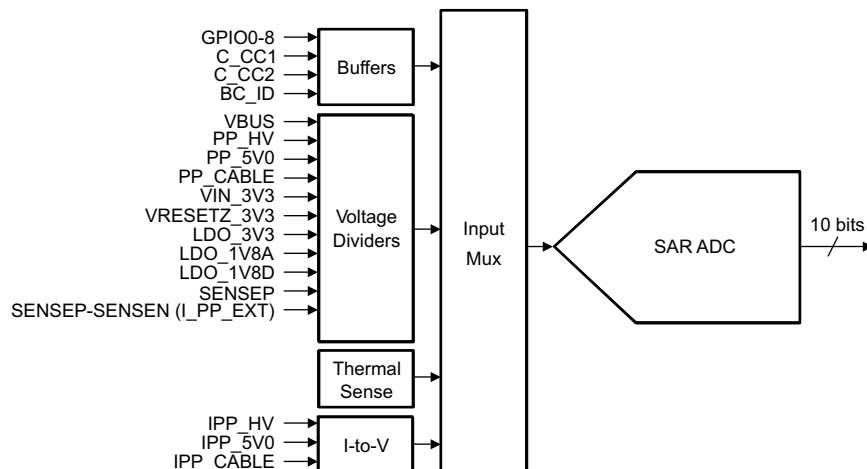 GPIO0-8
C_CC1
C_CC2
BC_ID
Buffers
VBUS
PP_HV
PP_5V0
PP_CABLE
VIN_3V3
VRESETZ_3V3
LDO_3V3
LDO_1V8A
LDO_1V8D
SENSEP
SENSEP-SENSEN (I_PP_EXT)
Voltage
Dividers
Thermal
Sense
IPP_HV
IPP_5V0
IPP_CABLE
I-to-V
Input
Mux
SAR ADC
10 bits